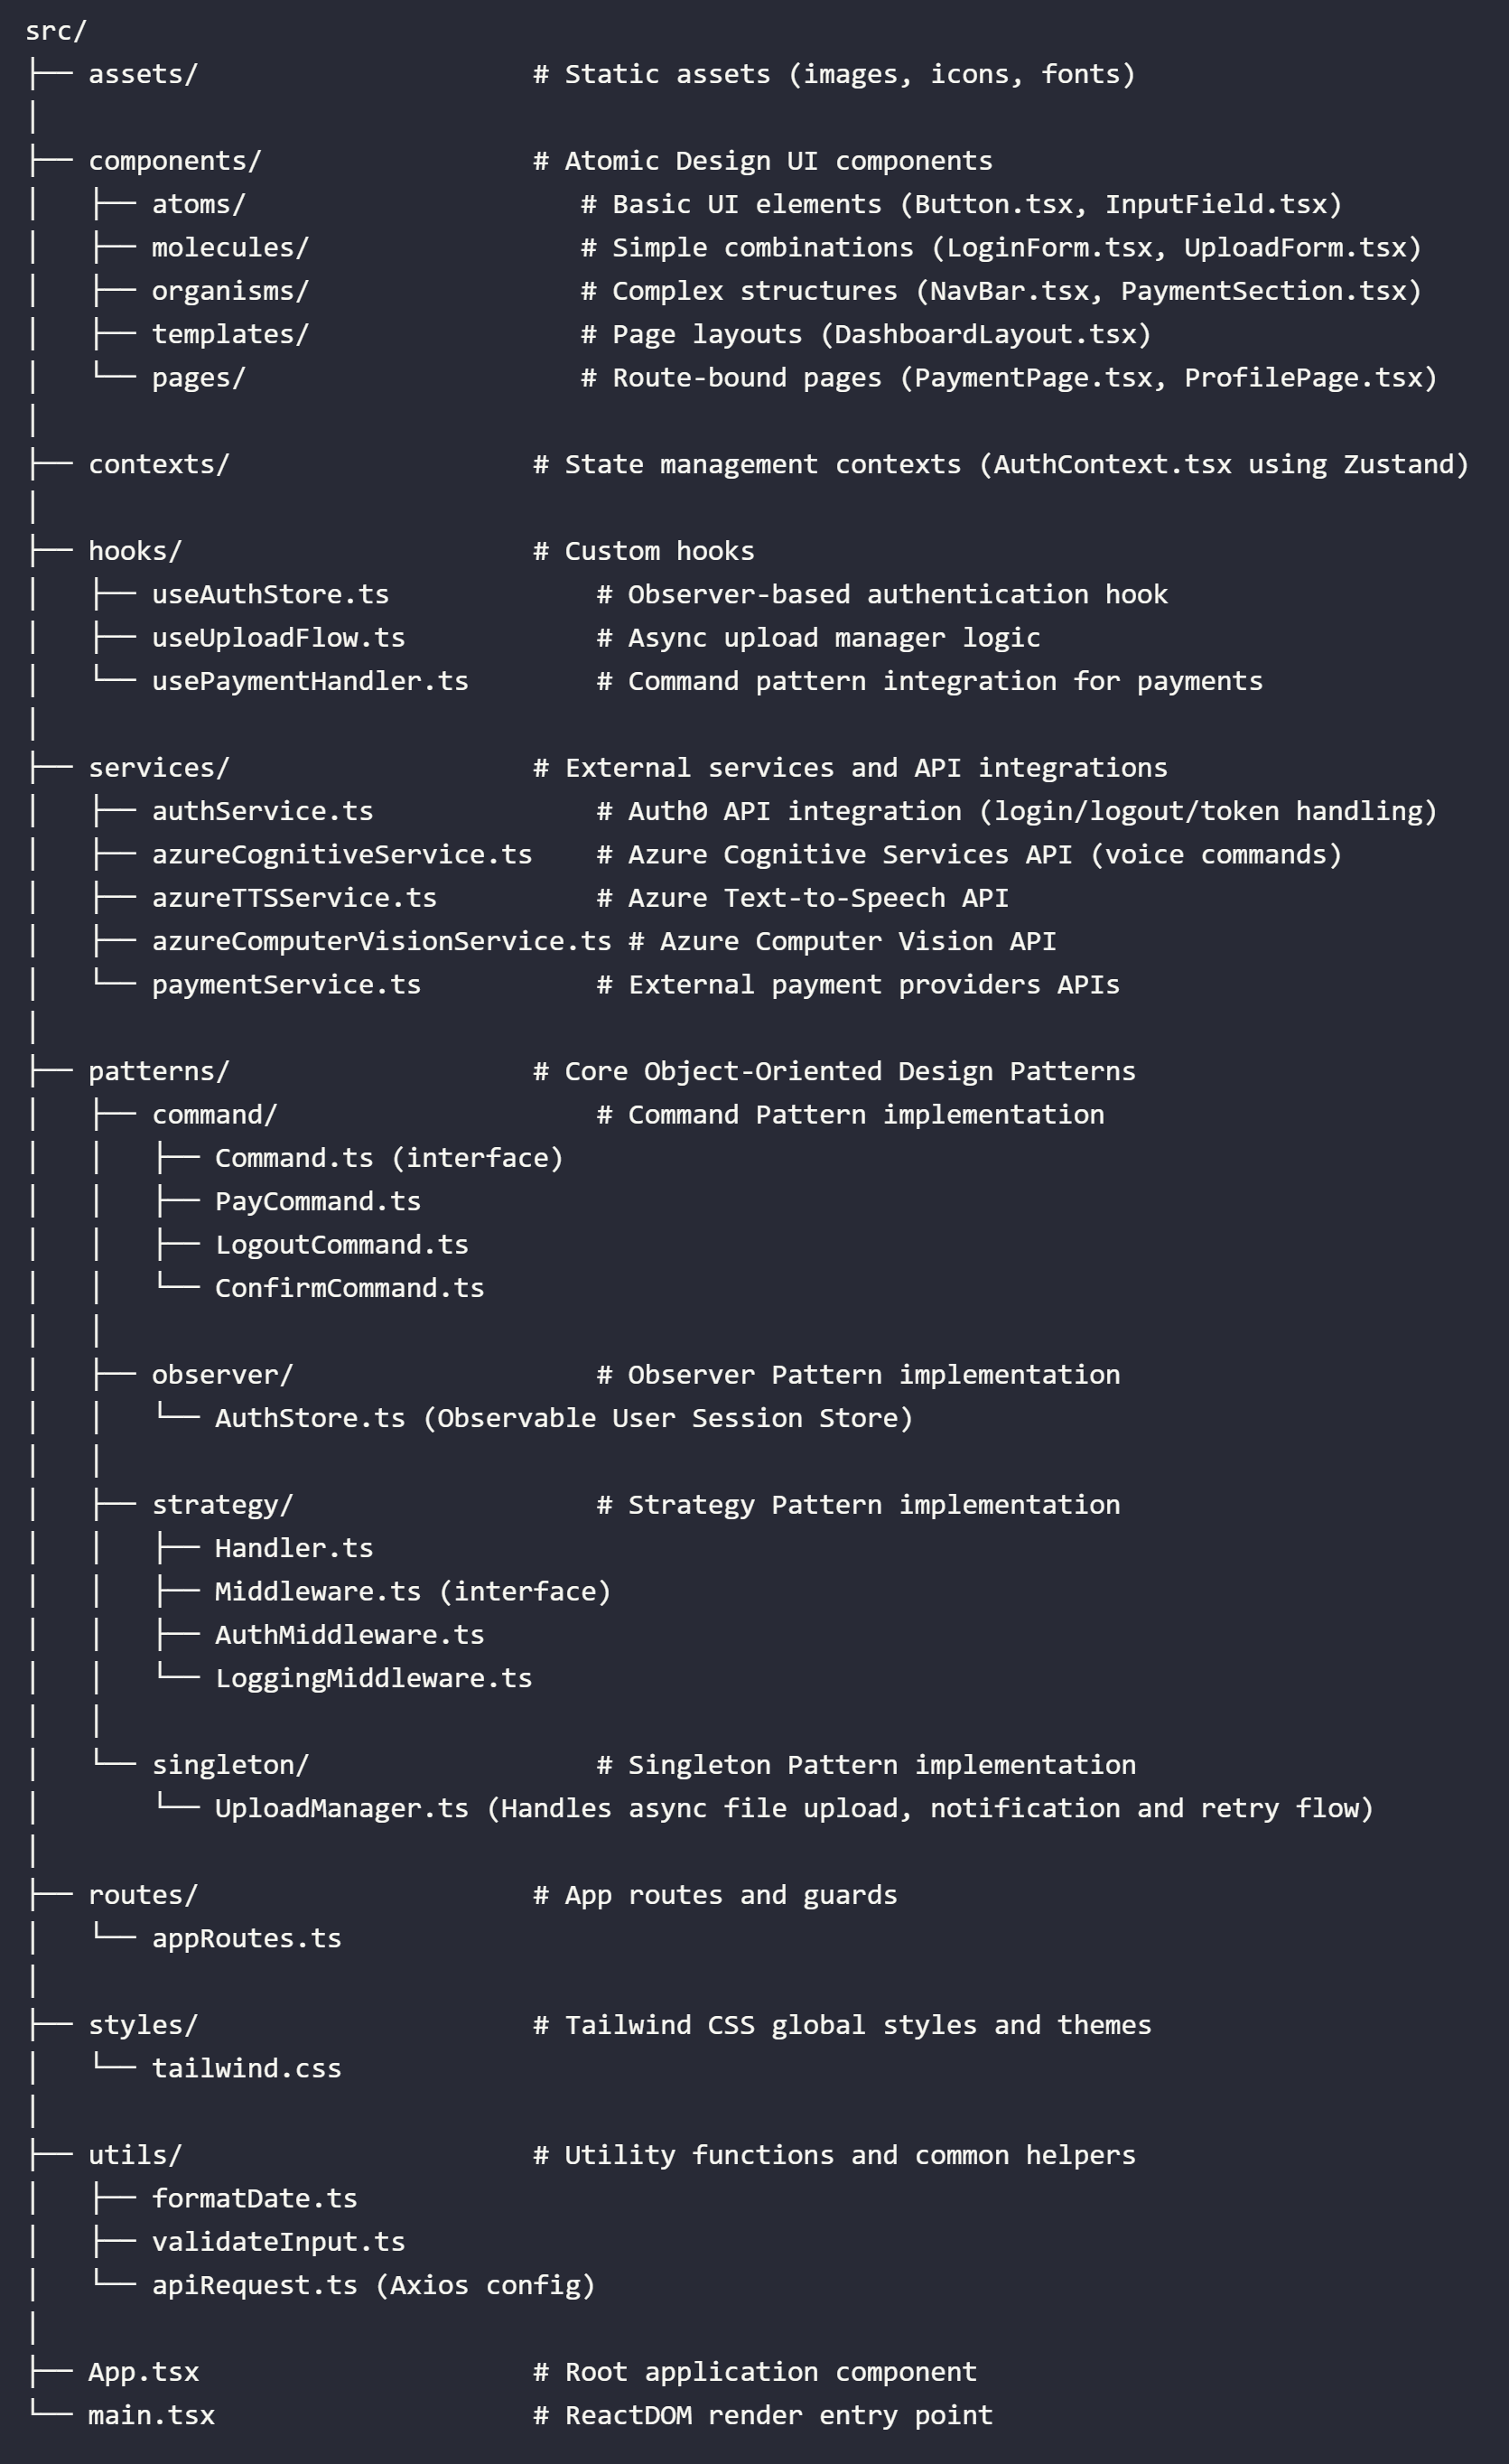 src/
├── assets/                     # Static assets (images, icons, fonts)
│
├── components/                 # Atomic Design UI components
│   ├── atoms/                     # Basic UI elements (Button.tsx, InputField.tsx)
│   ├── molecules/                 # Simple combinations (LoginForm.tsx, UploadForm.tsx)
│   ├── organisms/                 # Complex structures (NavBar.tsx, PaymentSection.tsx)
│   ├── templates/                 # Page layouts (DashboardLayout.tsx)
│   └── pages/                     # Route-bound pages (PaymentPage.tsx, ProfilePage.tsx)
│
├── contexts/                   # State management contexts (AuthContext.tsx using Zustand)
│
├── hooks/                      # Custom hooks
│   ├── useAuthStore.ts             # Observer-based authentication hook
│   ├── useUploadFlow.ts            # Async upload manager logic
│   └── usePaymentHandler.ts        # Command pattern integration for payments
│
├── services/                   # External services and API integrations
│   ├── authService.ts              # Auth0 API integration (login/logout/token handling)
│   ├── azureCognitiveService.ts    # Azure Cognitive Services API (voice commands)
│   ├── azureTTSService.ts          # Azure Text-to-Speech API
│   ├── azureComputerVisionService.ts # Azure Computer Vision API
│   └── paymentService.ts           # External payment providers APIs
│
├── patterns/                   # Core Object-Oriented Design Patterns
│   ├── command/                    # Command Pattern implementation
│   │   ├── Command.ts (interface)
│   │   ├── PayCommand.ts
│   │   ├── LogoutCommand.ts
│   │   └── ConfirmCommand.ts
│   │
│   ├── observer/                   # Observer Pattern implementation
│   │   └── AuthStore.ts (Observable User Session Store)
│   │
│   ├── strategy/                   # Strategy Pattern implementation
│   │   ├── Handler.ts
│   │   ├── Middleware.ts (interface)
│   │   ├── AuthMiddleware.ts
│   │   └── LoggingMiddleware.ts
│   │
│   └── singleton/                  # Singleton Pattern implementation
│       └── UploadManager.ts (Handles async file upload, notification and retry flow)
│
├── routes/                     # App routes and guards
│   └── appRoutes.ts
│
├── styles/                     # Tailwind CSS global styles and themes
│   └── tailwind.css
│
├── utils/                      # Utility functions and common helpers
│   ├── formatDate.ts
│   ├── validateInput.ts
│   └── apiRequest.ts (Axios config)
│
├── App.tsx                     # Root application component
└── main.tsx                    # ReactDOM render entry point